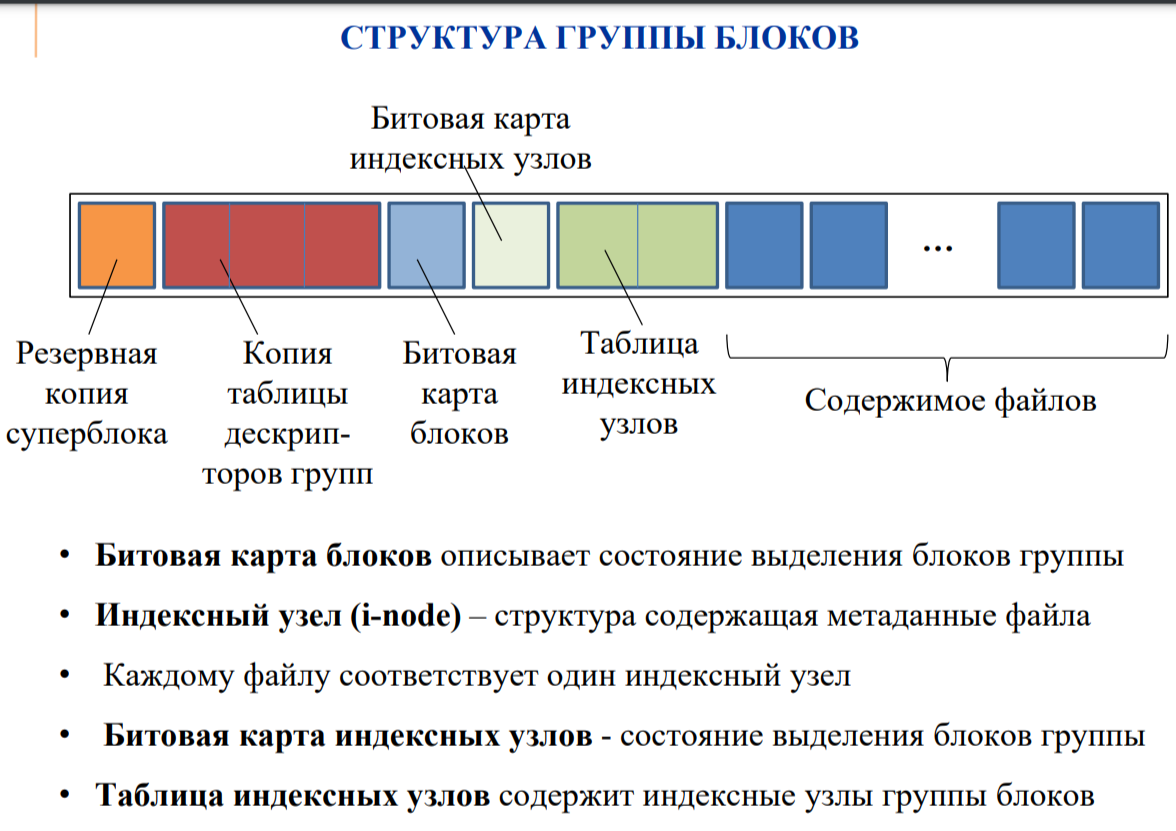 СТРУКТУРА ГРУППЫ БЛОКОВ
Битовая карта
индексных узлов
...
Резервная
копия
суперблока
Копия
таблицы
дескрип-
торов групп
Битовая
карта
блоков
Таблица
индексных
узлов
Содержимое файлов
• Битовая карта блоков описывает состояние выделения блоков группы
• Индексный узел (i-node) – структура содержащая метаданные файла
• Каждому файлу соответствует один индексный узел
• Битовая карта индексных узлов - состояние выделения блоков группы
• Таблица индексных узлов содержит индексные узлы группы блоков